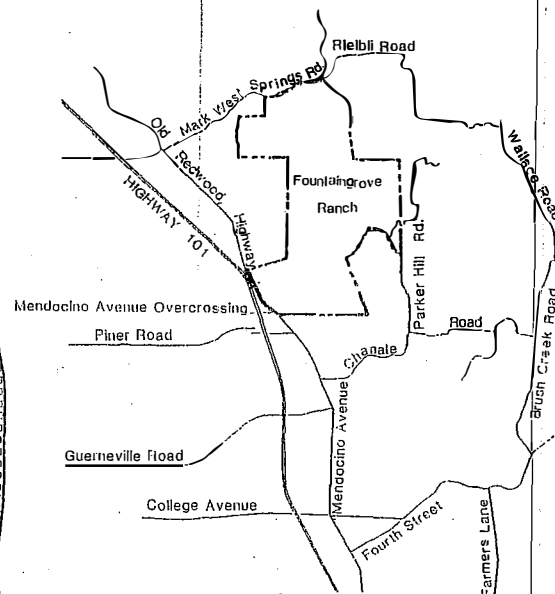 Rielbli Road
Mark West Springs Rd.
Old Redwood Highway
Wallace Road
Fountaingrove
Ranch
HIGHWAY 101
Parker Hill Rd.
Mendocino Avenue Overcrossing
Piner Road
Chanate Road
Brush Creek Road
Mendocino Avenue
Guerneville Road
College Avenue
Fourth Street
Farmers Lane